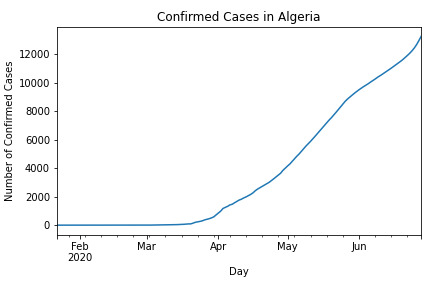 Confirmed Cases in Algeria
Number of Confirmed Cases
12000
10000
8000
6000
4000
2000
0
Feb
2020
Mar
Apr
May
Jun
Day